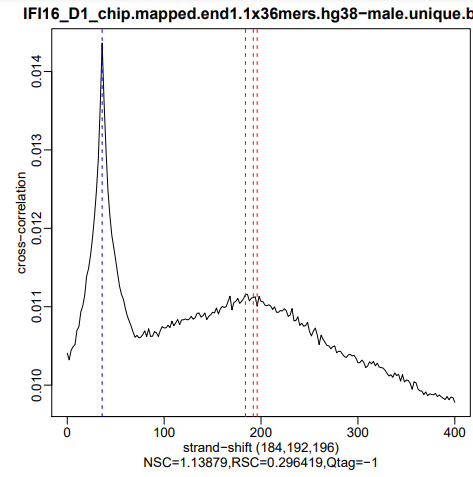 IFI16_D1_chip.mapped.end1.1x36mers.hg38−male.unique.b
0.014
0.013
0.012
0.011
0.010
cross−correlation
0 100 200 300 400
strand−shift (184,192,196)
NSC=1.13879,RSC=0.296419,Qtag=−1